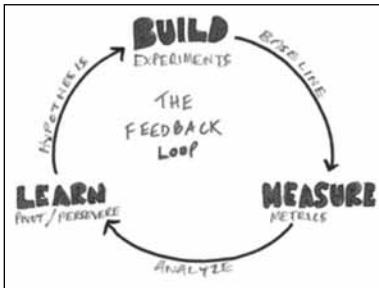 BUILD
EXPERIMENTS
BASELINE
HYPOTHESIS
THE
FEEDBACK
LOOP
LEARN
PIVOT/PERSEVERE
MEASURE
METRICS
ANALYZE